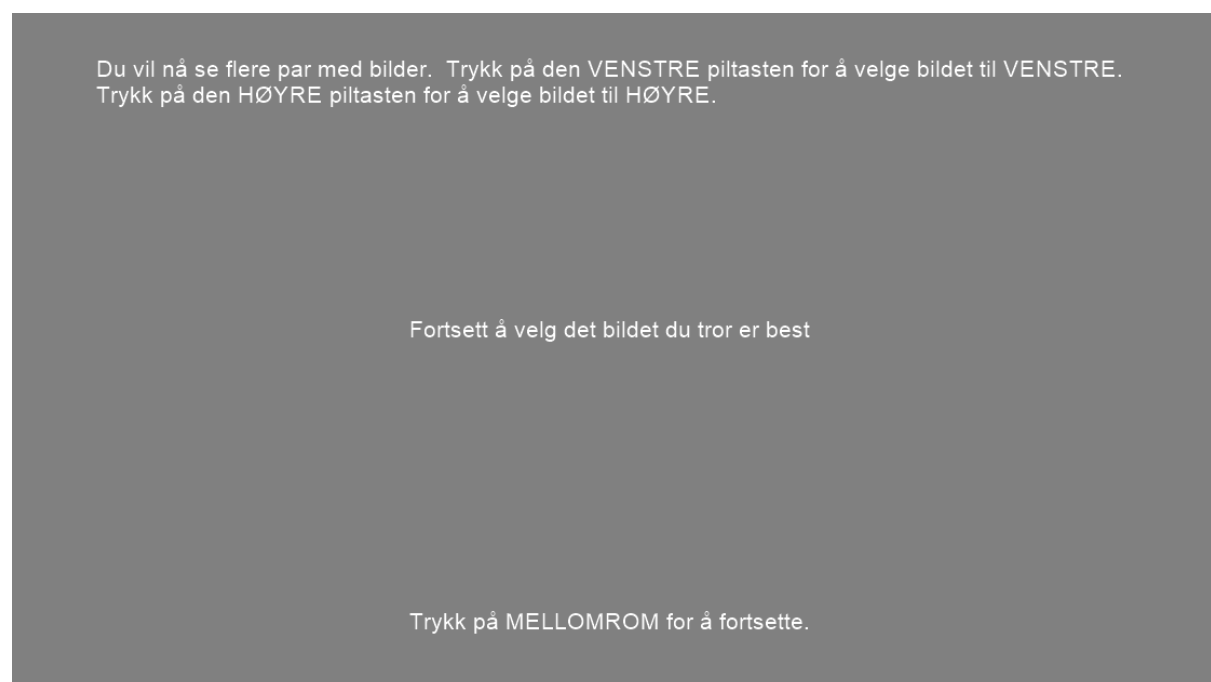 Du vil nå se flere par med bilder.  Trykk på den VENSTRE piltasten for å velge bildet til VENSTRE.
Trykk på den HØYRE piltasten for å velge bildet til HØYRE.
Fortsett å velg det bildet du tror er best
Trykk på MELLOMROM for å fortsette.